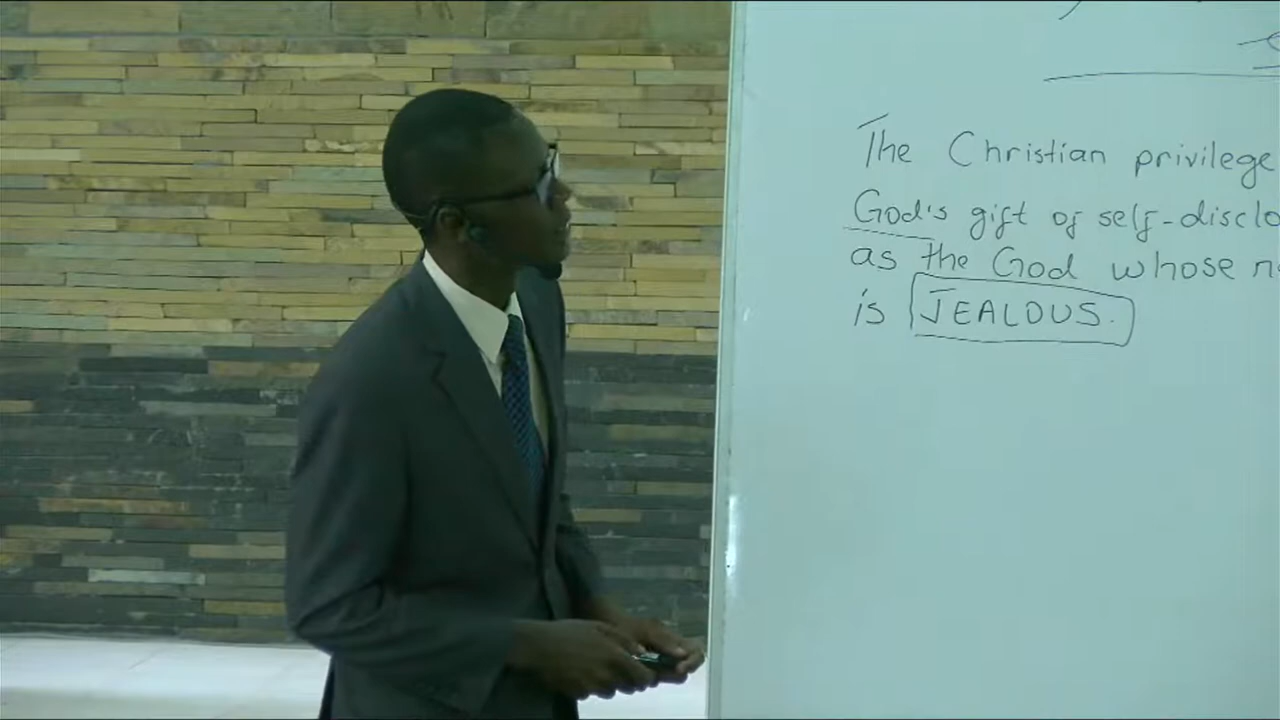 The Christian privilege
God's gift of self-disclo
as the God whose n
is JEALOUS.